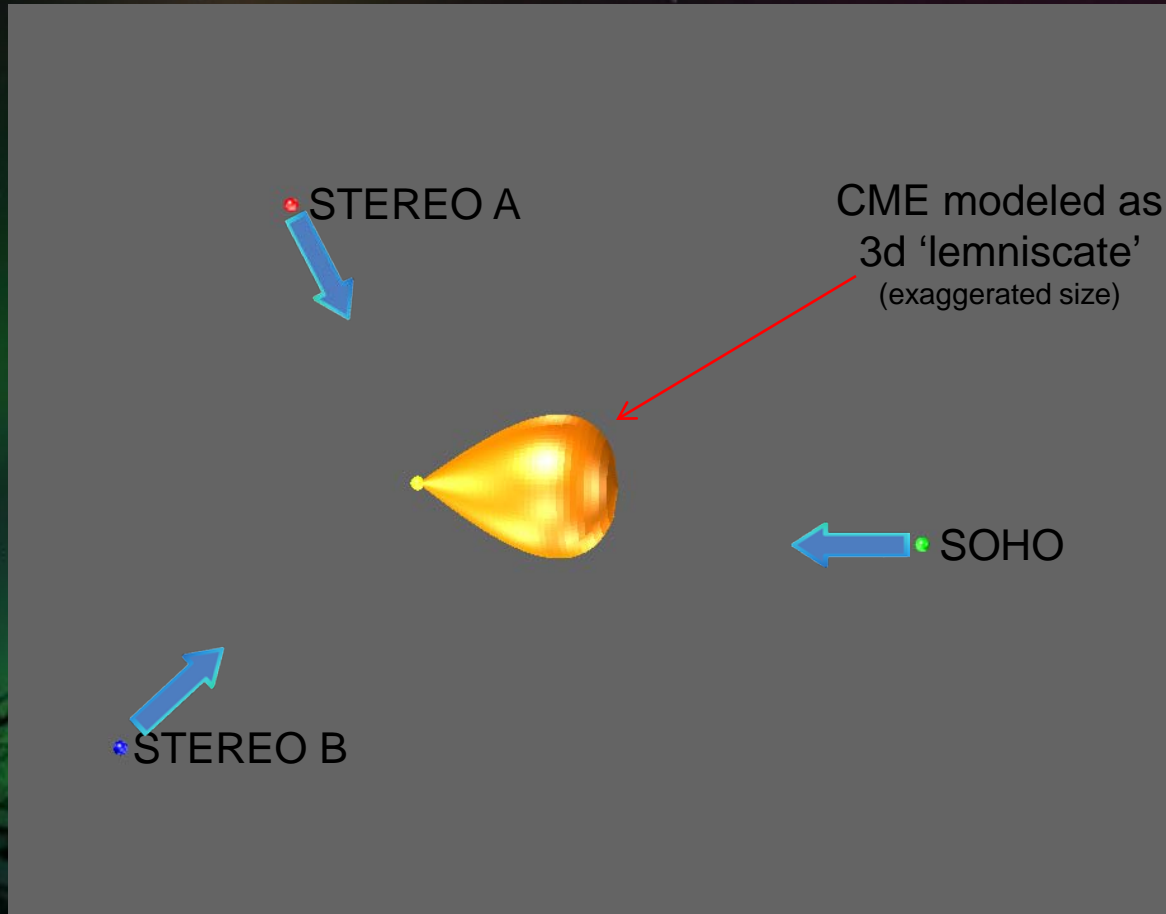 STEREO A
CME modeled as
3d ‘lemniscate’
(exaggerated size)
SOHO
STEREO B